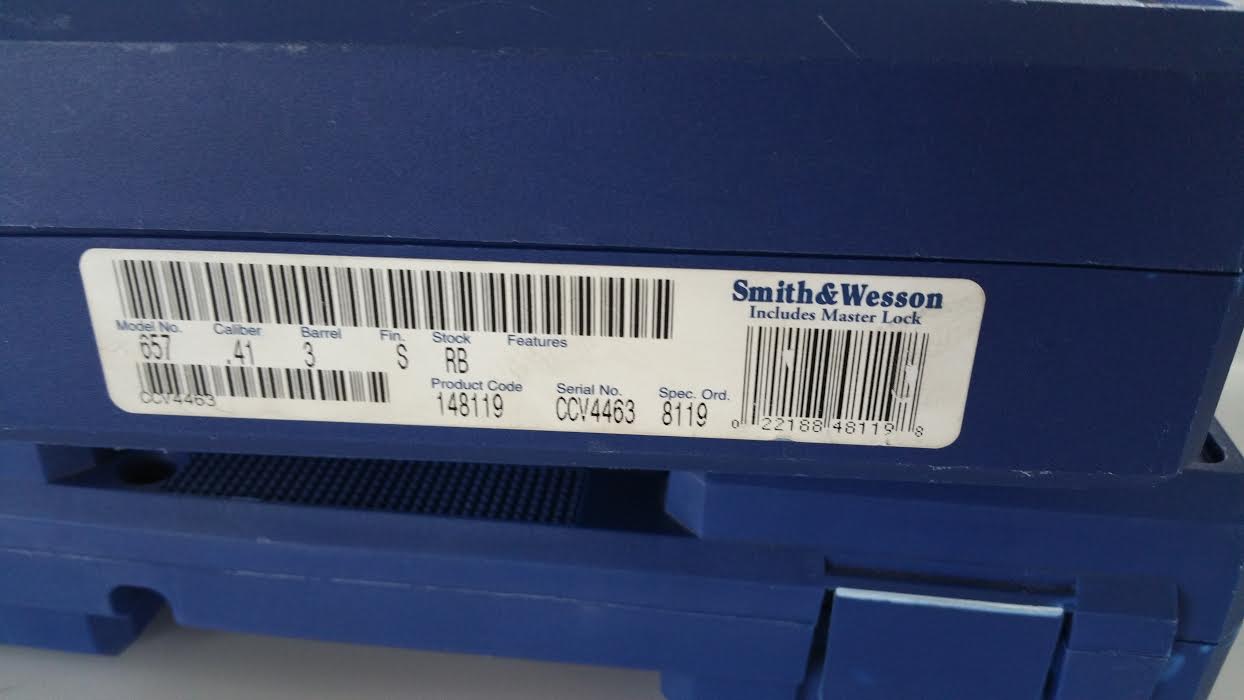 Smith&Wesson
Includes Master Lock
Model No. Caliber Barrel Fin. Stock Features
657 .41 3 S RB
CCV4463
Product Code Serial No. Spec. Ord.
148119 CCV4463 8119
0 22188 48119 8